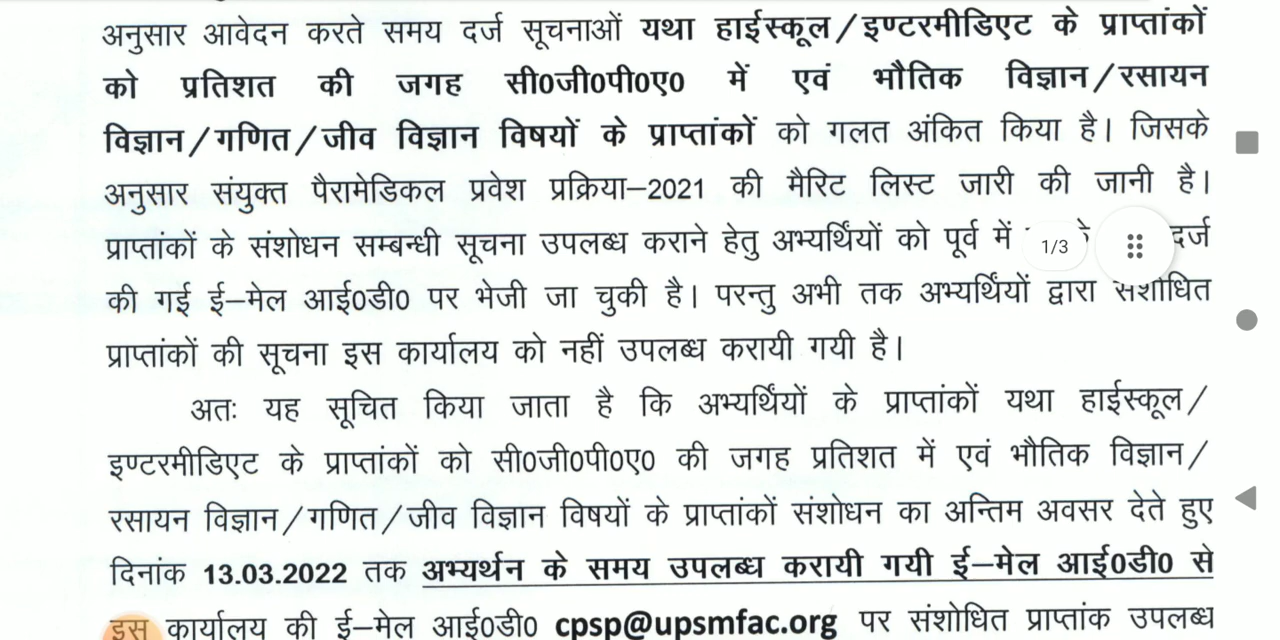 अनुसार आवेदन करते समय दर्ज सूचनाओं यथा हाईस्कूल/इण्टरमीडिएट के प्राप्तांकों
को प्रतिशत की जगह सी0जी0पी0ए0 में एवं भौतिक विज्ञान/रसायन
विज्ञान/गणित/जीव विज्ञान विषयों के प्राप्तांकों को गलत अंकित किया है। जिसके
अनुसार संयुक्त पैरामेडिकल प्रवेश प्रक्रिया–2021 की मैरिट लिस्ट जारी की जानी है।
प्राप्तांकों के संशोधन सम्बन्धी सूचना उपलब्ध कराने हेतु अभ्यर्थियों को पूर्व में 1/3 दर्ज
की गई ई–मेल आई0डी0 पर भेजी जा चुकी है। परन्तु अभी तक अभ्यर्थियों द्वारा संशोधित
प्राप्तांकों की सूचना इस कार्यालय को नहीं उपलब्ध करायी गयी है।
अतः यह सूचित किया जाता है कि अभ्यर्थियों के प्राप्तांकों यथा हाईस्कूल/
इण्टरमीडिएट के प्राप्तांकों को सी0जी0पी0ए0 की जगह प्रतिशत में एवं भौतिक विज्ञान/
रसायन विज्ञान/गणित/जीव विज्ञान विषयों के प्राप्तांकों संशोधन का अन्तिम अवसर देते हुए
दिनांक 13.03.2022 तक अभ्यर्थन के समय उपलब्ध करायी गयी ई–मेल आई0डी0 से
इस कार्यालय की ई–मेल आई0डी0 cpsp@upsmfac.org पर संशोधित प्राप्तांक उपलब्ध